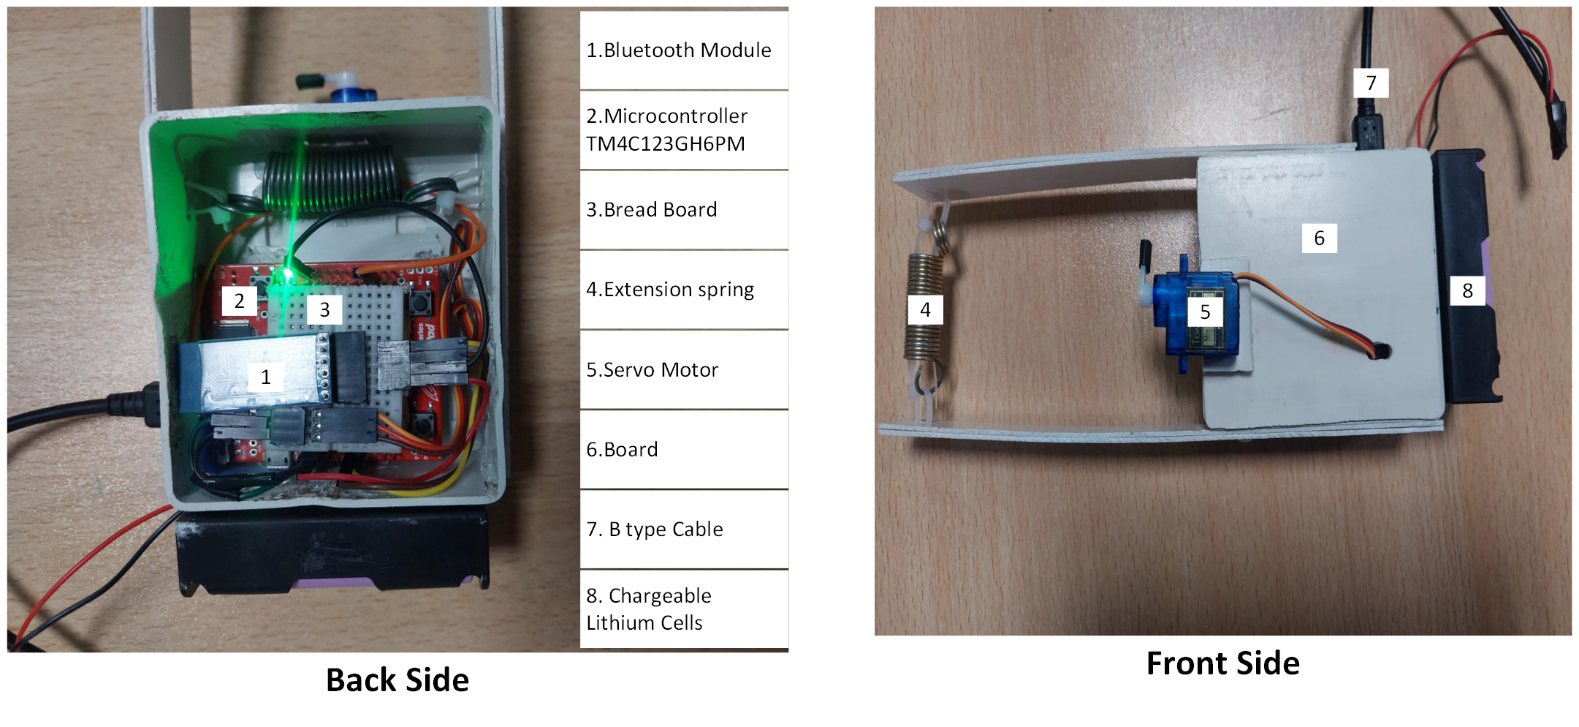 1.Bluetooth Module
2.Microcontroller
TM4C123GH6PM
3.Bread Board
4.Extension spring
5.Servo Motor
6.Board
7. B type Cable
8. Chargeable
Lithium Cells
2
3
1
Back Side
7
6
8
4
5
Front Side